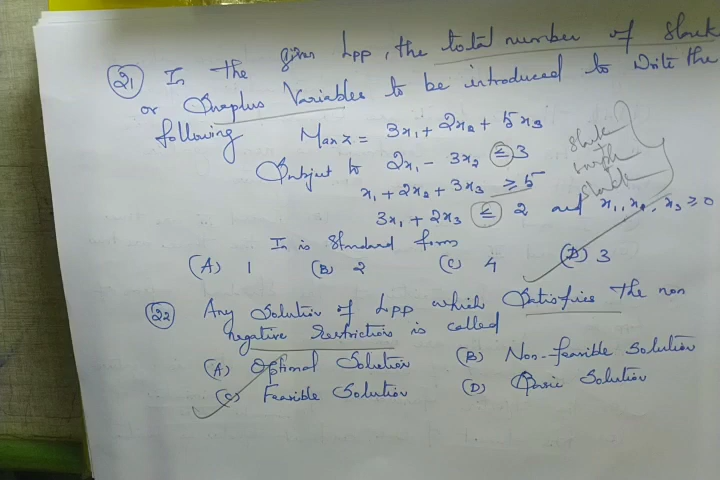 21 In the given Lpp, the total number of slack
or Surplus Variables to be introduced to Write the
following Max z = 3x₁ + 2x₂ + 5x₃
Subject to 2x₁ - 3x₂ ≤ 3
x₁ + 2x₂ + 3x₃ ≥ 5
3x₁ + 2x₃ ≤ 2 and x₁, x₂, x₃ ≥ 0
slack
slack
In is Standard form
(A) 1 (B) 2 (C) 4 (D) 3
22 Any Solution of Lpp which Satisfies the non
negative Restriction is called
(A) Optimal Solution (B) Non-feasible Solution
(C) Feasible Solution (D) Basic Solution